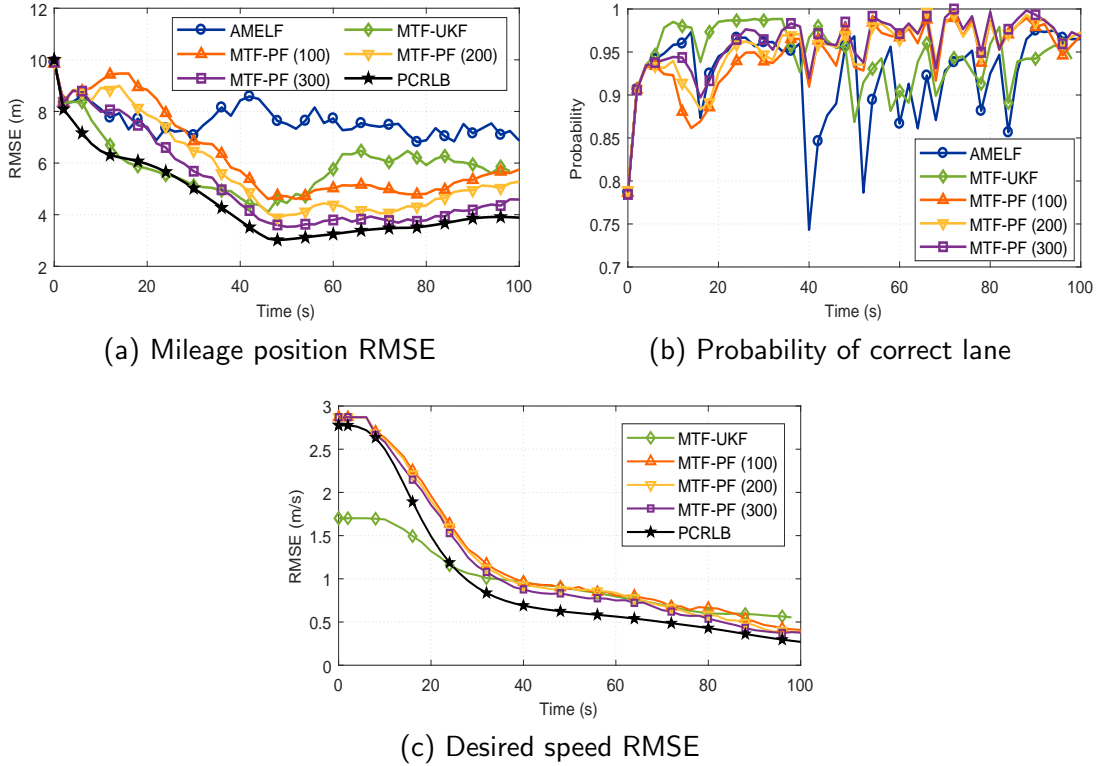 12
10
8
6
4
2
RMSE (m)
AMELF
MTF-UKF
MTF-PF (100)
MTF-PF (200)
MTF-PF (300)
PCRLB
0 20 40 60 80 100
Time (s)
(a) Mileage position RMSE
1
0.95
0.9
0.85
0.8
0.75
0.7
Probability
AMELF
MTF-UKF
MTF-PF (100)
MTF-PF (200)
MTF-PF (300)
0 20 40 60 80 100
Time (s)
(b) Probability of correct lane
3
2.5
2
1.5
1
0.5
0
RMSE (m/s)
MTF-UKF
MTF-PF (100)
MTF-PF (200)
MTF-PF (300)
PCRLB
0 20 40 60 80 100
Time (s)
(c) Desired speed RMSE